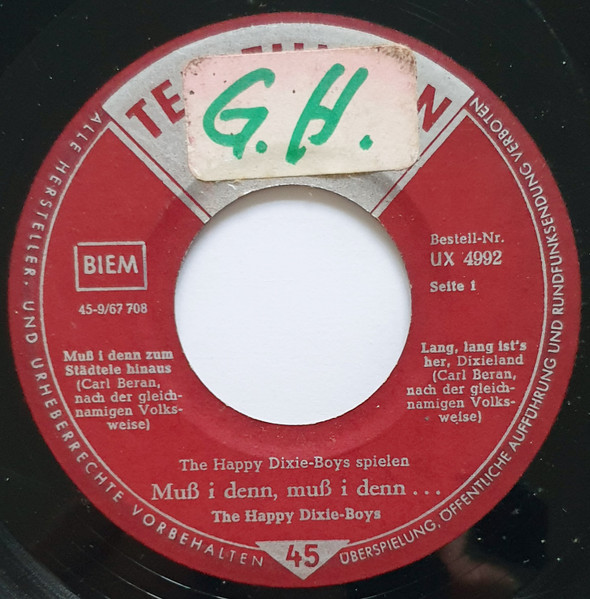 G. H.
BIEM
45-9/67 708
Bestell-Nr.
UX 4992
Seite 1
Muß i denn zum
Städtele hinaus
(Carl Beran,
nach der gleich-
namigen Volks-
weise)
Lang, lang ist's
her, Dixieland
(Carl Beran,
nach der gleich-
namigen Volks-
weise)
The Happy Dixie-Boys spielen
Muß i denn, muß i denn ...
The Happy Dixie-Boys
45
ALLE HERSTELLER- UND URHEBERRECHTE VORBEHALTEN
ÜBERSPIELUNG, ÖFFENTLICHE AUFFÜHRUNG UND RUNDFUNKSENDUNG VERBOTEN